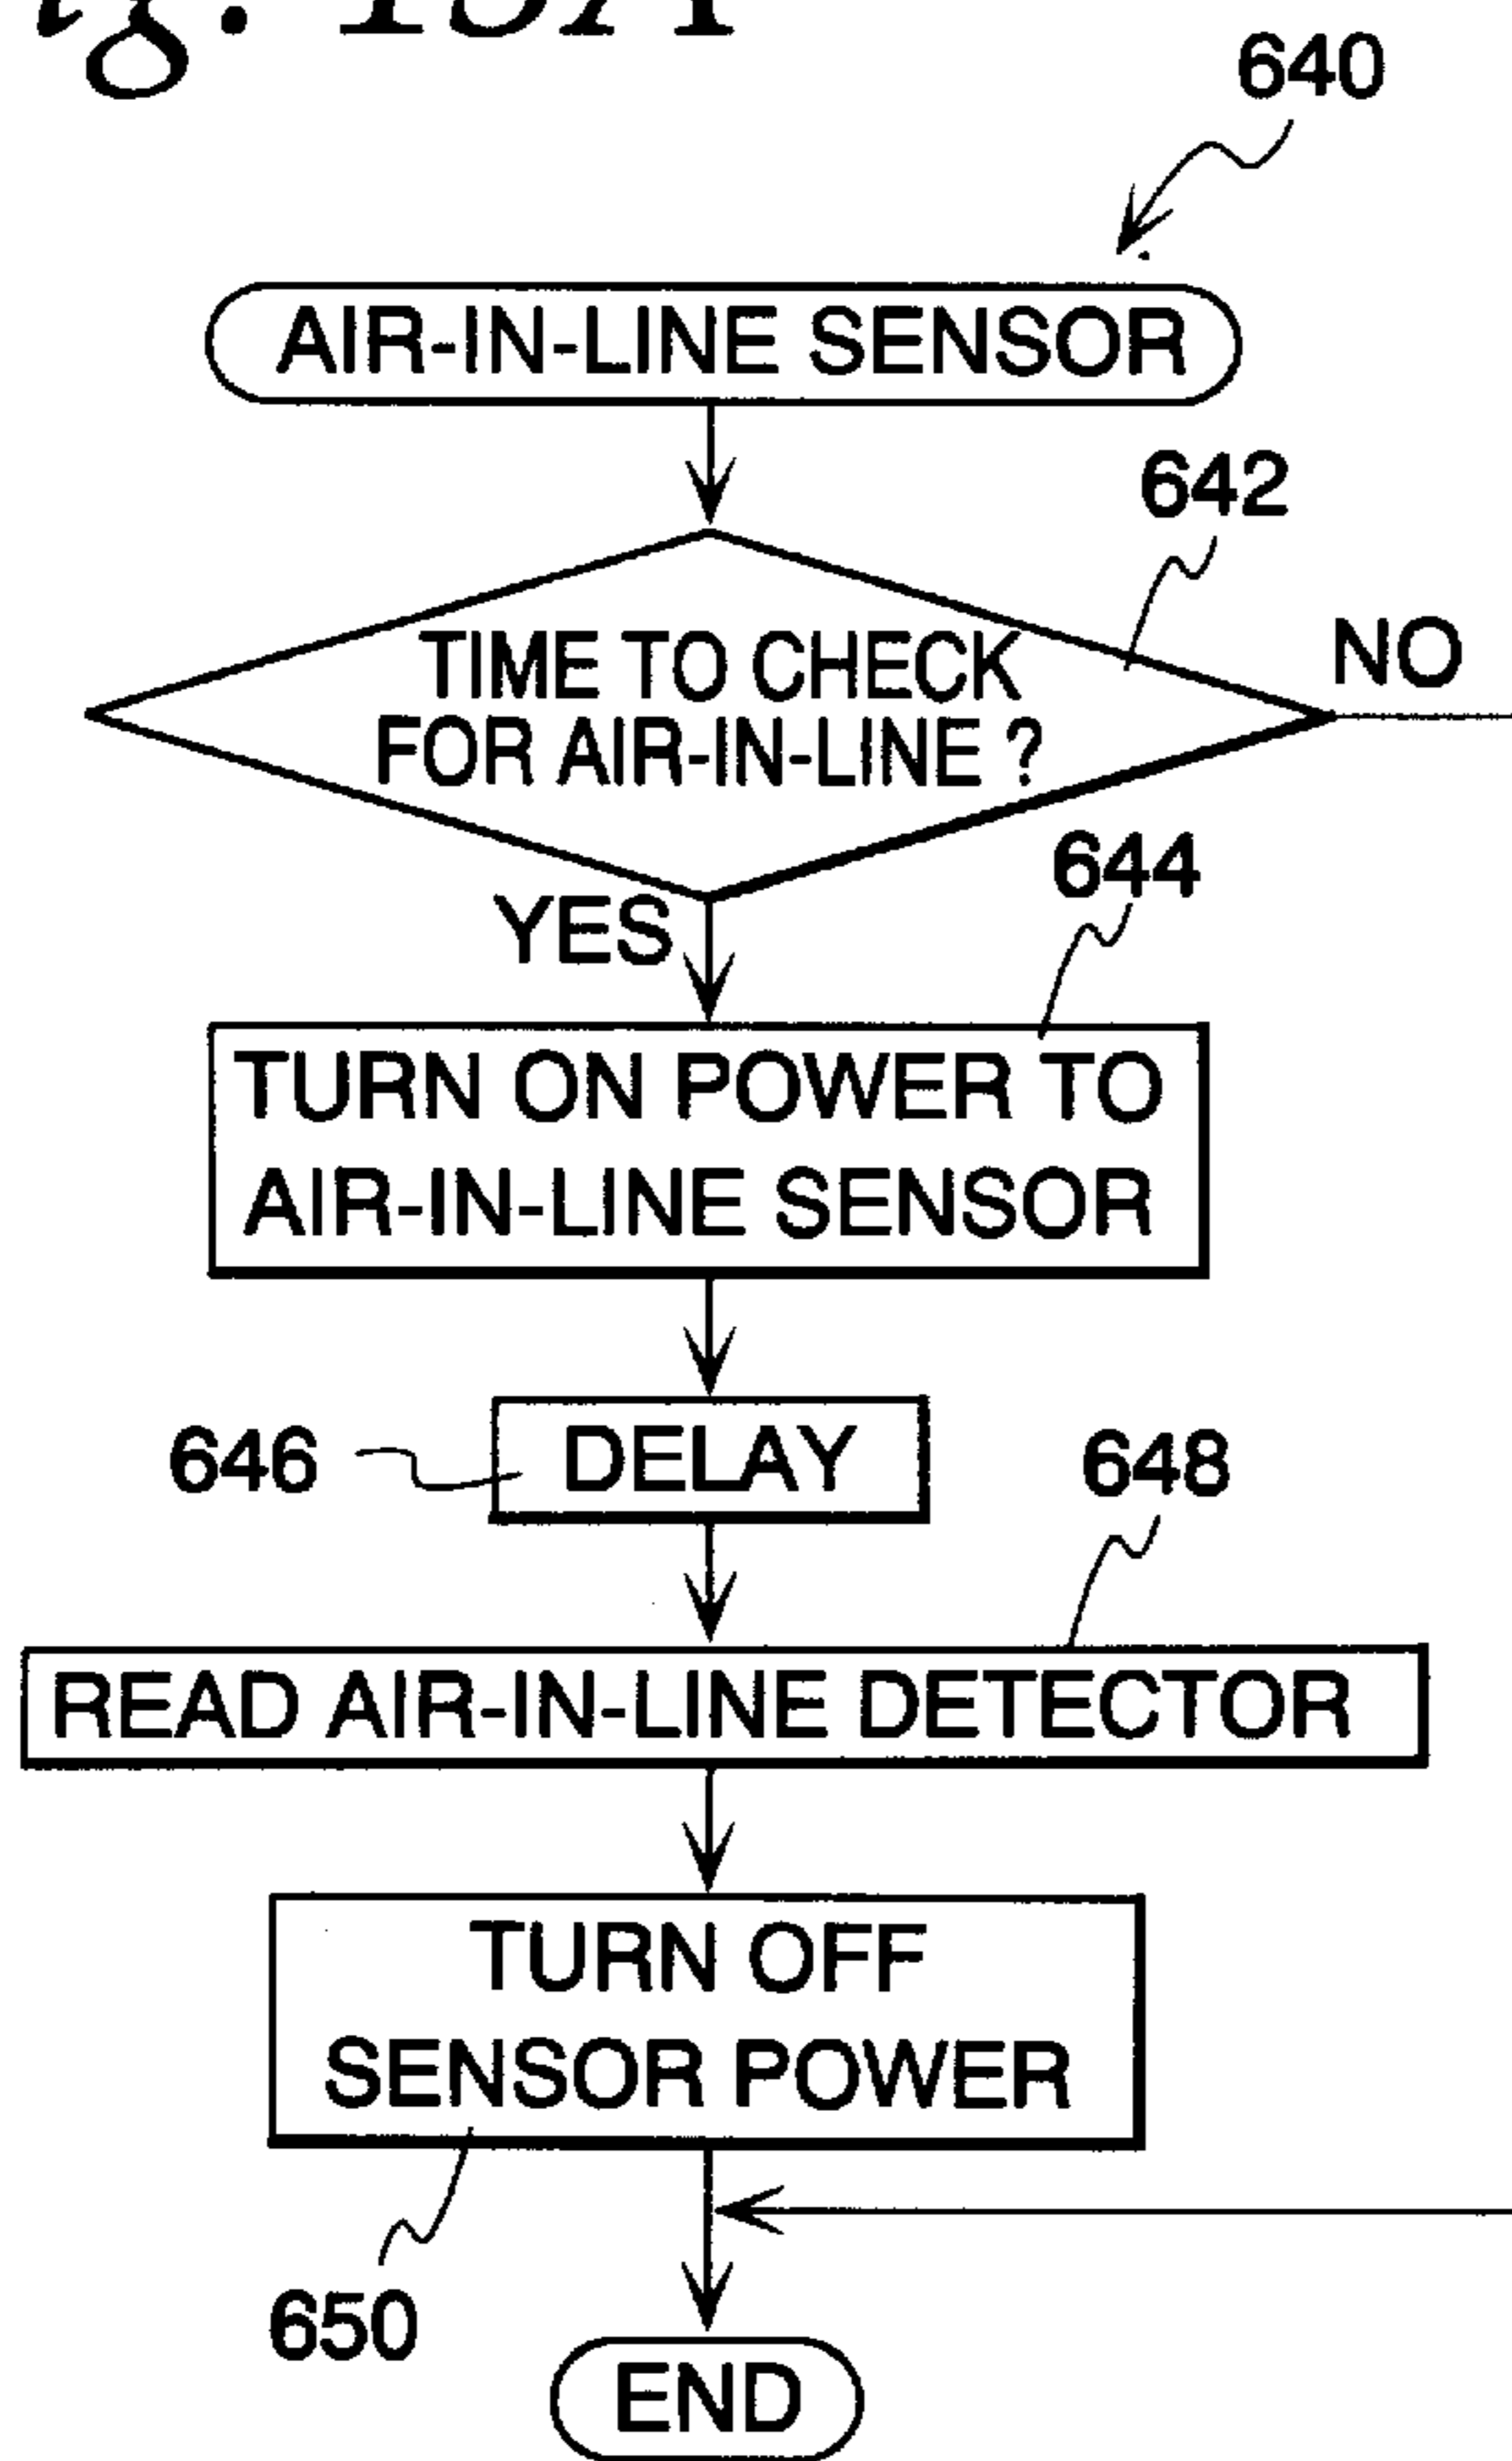 640
AIR-IN-LINE SENSOR
642
TIME TO CHECK
FOR AIR-IN-LINE ?
NO
644
YES
TURN ON POWER TO
AIR-IN-LINE SENSOR
646
DELAY
648
READ AIR-IN-LINE DETECTOR
TURN OFF
SENSOR POWER
650
END